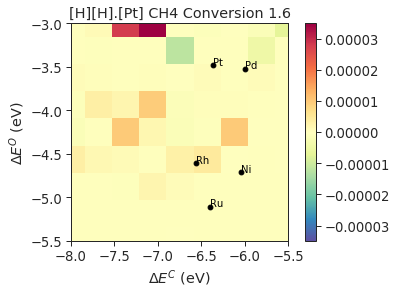 [H][H].[Pt] CH4 Conversion 1.6
−3.0
−3.5
−4.0
−4.5
−5.0
−5.5
ΔE^O (eV)
Pt
Pd
Rh
Ni
Ru
−8.0 −7.5 −7.0 −6.5 −6.0 −5.5
ΔE^C (eV)
0.00003
0.00002
0.00001
0.00000
−0.00001
−0.00002
−0.00003